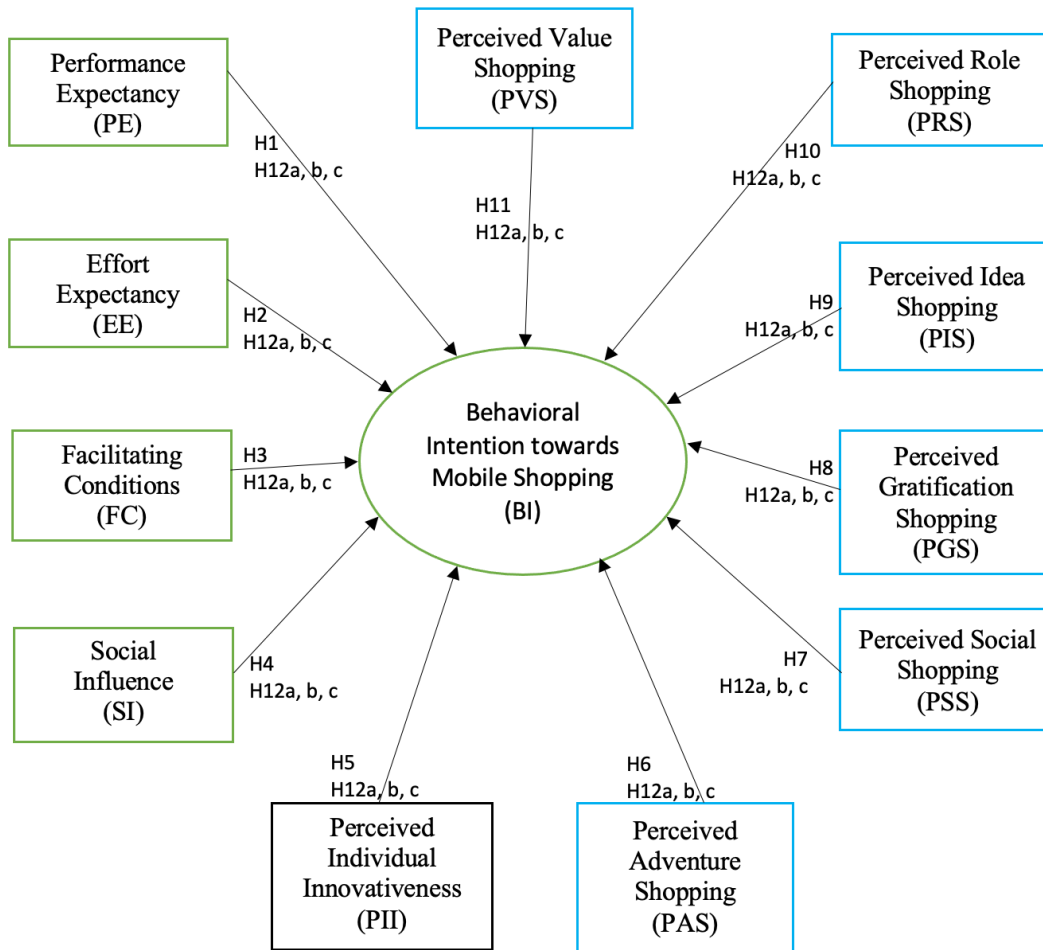 Performance
Expectancy
(PE)
H1
H12a, b, c
Perceived Value
Shopping
(PVS)
H11
H12a, b, c
Perceived Role
Shopping
(PRS)
H10
H12a, b, c
Effort
Expectancy
(EE)
H2
H12a, b, c
Perceived Idea
Shopping
(PIS)
H9
H12a, b, c
Behavioral
Intention towards
Mobile Shopping
(BI)
Facilitating
Conditions
(FC)
H3
H12a, b, c
Perceived
Gratification
Shopping
(PGS)
H8
H12a, b, c
Social
Influence
(SI)
H4
H12a, b, c
Perceived Social
Shopping
(PSS)
H7
H12a, b, c
H5
H12a, b, c
Perceived
Individual
Innovativeness
(PII)
H6
H12a, b, c
Perceived
Adventure
Shopping
(PAS)